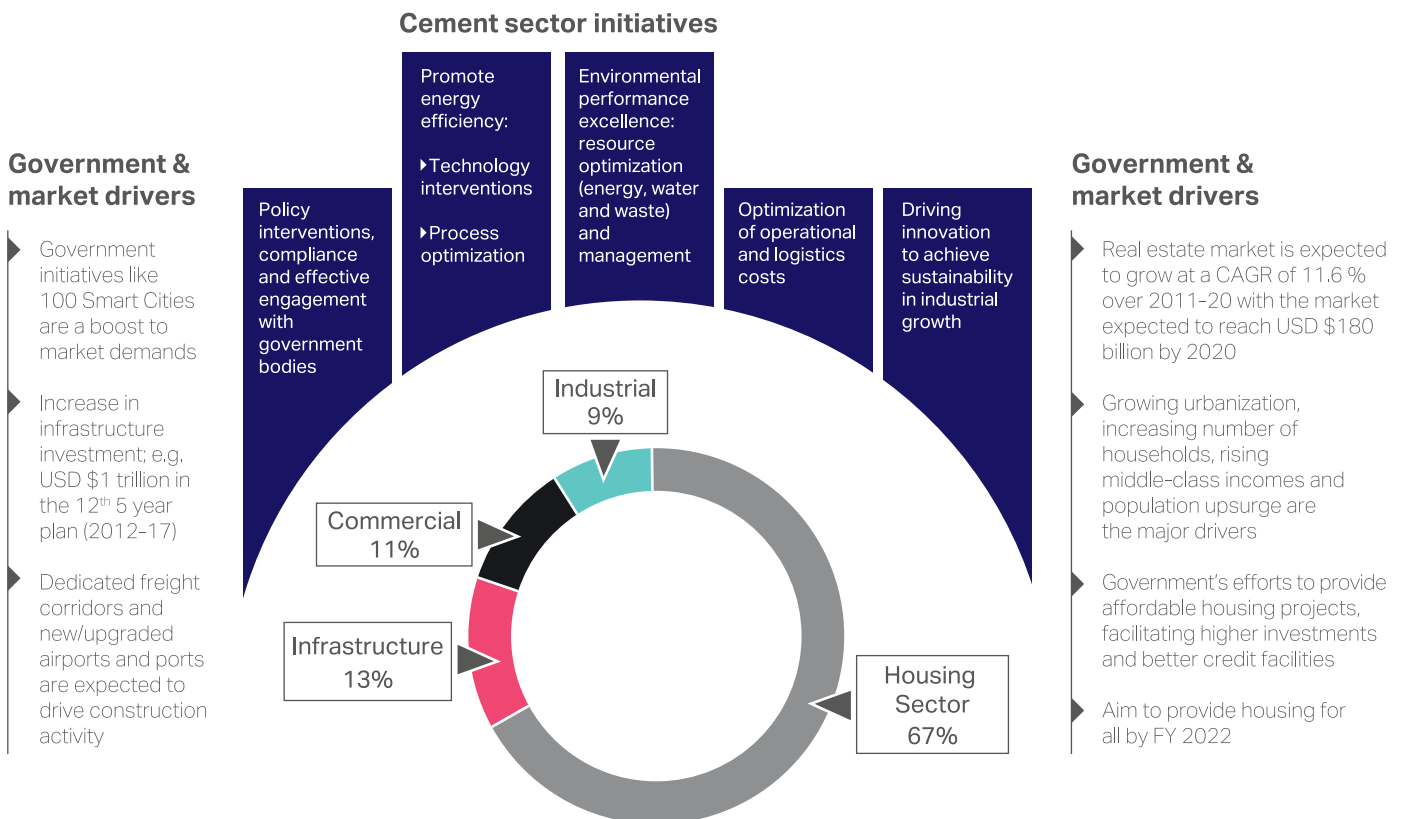 Cement sector initiatives
Government &
market drivers
Government
initiatives like
100 Smart Cities
are a boost to
market demands
Increase in
infrastructure
investment; e.g.
USD $1 trillion in
the 12th 5 year
plan (2012-17)
Dedicated freight
corridors and
new/upgraded
airports and ports
are expected to
drive construction
activity
Policy
interventions,
compliance
and effective
engagement
with
government
bodies
Promote
energy
efficiency:
Technology
interventions
Process
optimization
Environmental
performance
excellence:
resource
optimization
(energy, water
and waste)
and
management
Optimization
of operational
and logistics
costs
Driving
innovation
to achieve
sustainability
in industrial
growth
Industrial
9%
Commercial
11%
Infrastructure
13%
Housing
Sector
67%
Government &
market drivers
Real estate market is expected
to grow at a CAGR of 11.6 %
over 2011-20 with the market
expected to reach USD $180
billion by 2020
Growing urbanization,
increasing number of
households, rising
middle-class incomes and
population upsurge are
the major drivers
Government's efforts to provide
affordable housing projects,
facilitating higher investments
and better credit facilities
Aim to provide housing for
all by FY 2022